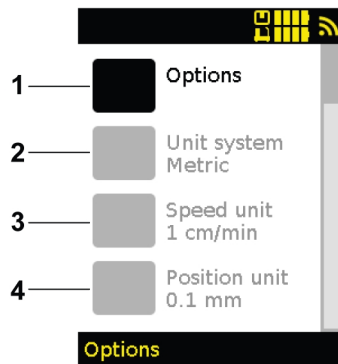 1
Options
2
Unit system
Metric
3
Speed unit
1 cm/min
4
Position unit
0.1 mm
Options